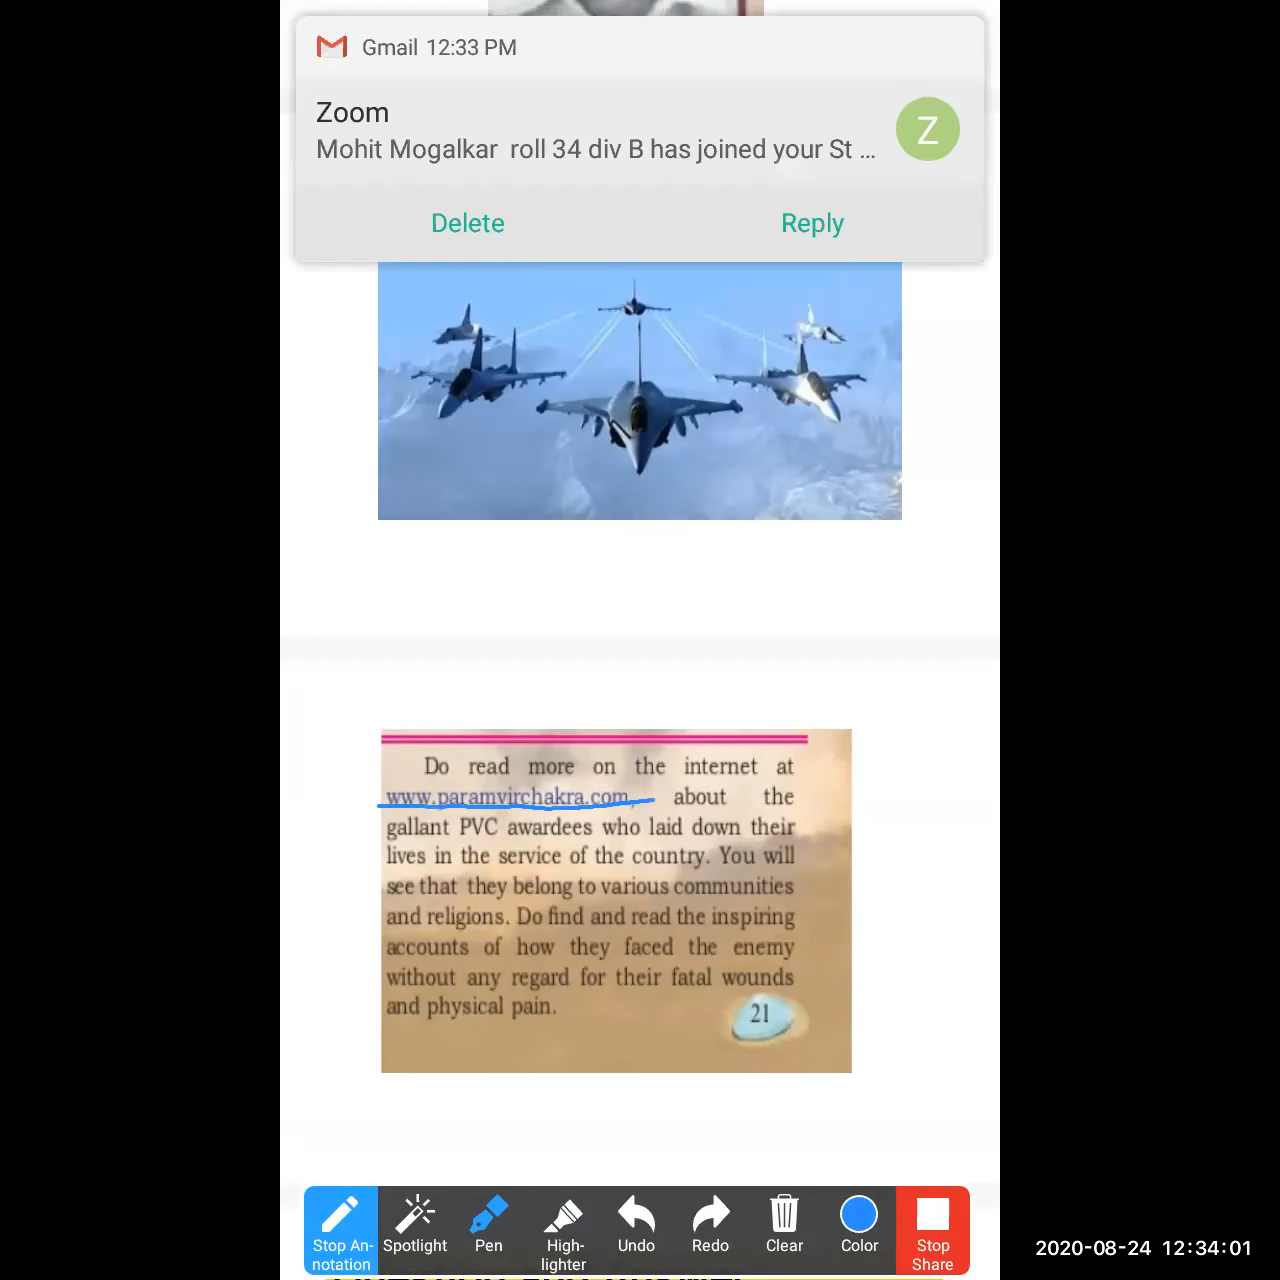 Gmail 12:33 PM
Zoom
Mohit Mogalkar roll 34 div B has joined your St ...
Z
Delete Reply
Do read more on the internet at
www.paramvirchakra.com, about the
gallant PVC awardees who laid down their
lives in the service of the country. You will
see that they belong to various communities
and religions. Do find and read the inspiring
accounts of how they faced the enemy
without any regard for their fatal wounds
and physical pain.
21
Stop An-
notation
Spotlight
Pen
High-
lighter
Undo
Redo
Clear
Color
Stop
Share
2020-08-24 12:34:01